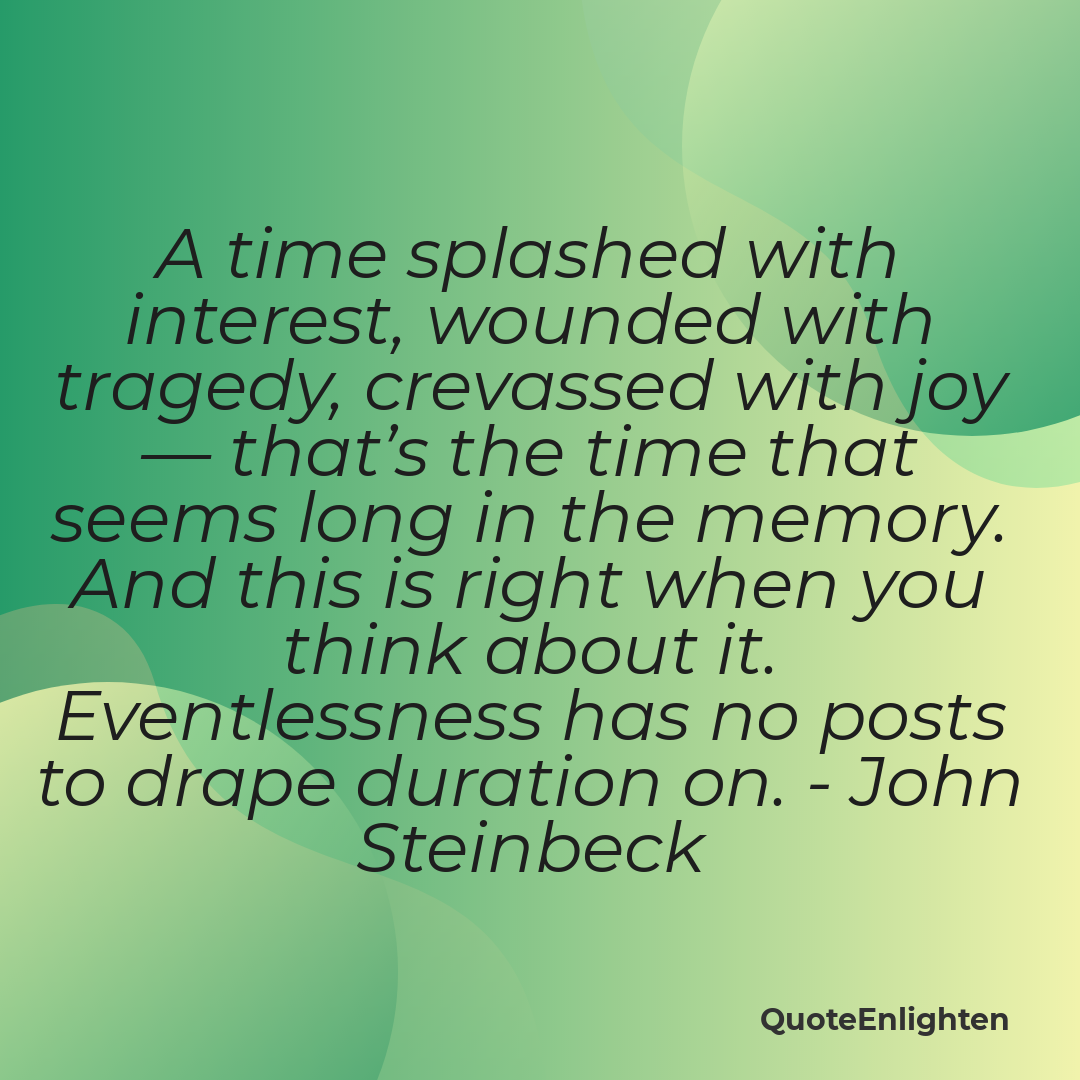 A time splashed with
interest, wounded with
tragedy, crevassed with joy
— that’s the time that
seems long in the memory.
And this is right when you
think about it.
Eventlessness has no posts
to drape duration on. - John
Steinbeck
QuoteEnlighten